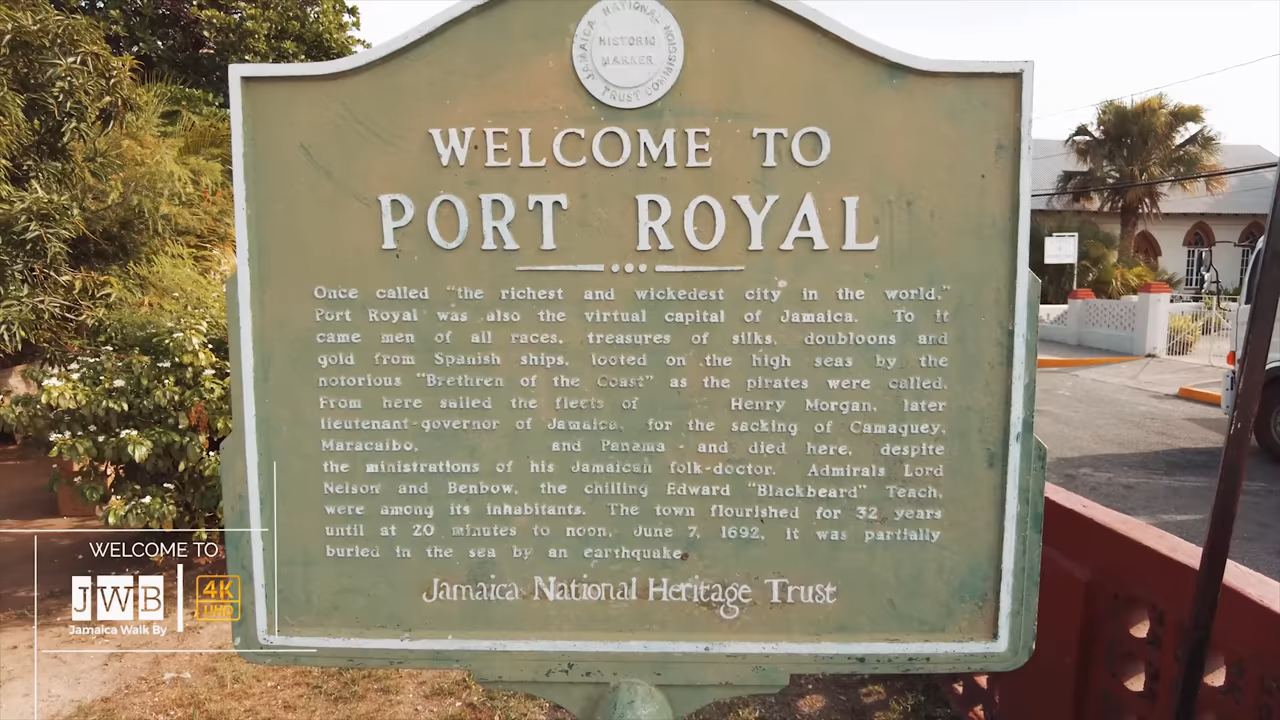 JAMAICA NATIONAL TRUST COMMISSION
HISTORIC
MARKER
WELCOME TO
PORT ROYAL
Once called "the richest and wickedest city in the world,"
Port Royal was also the virtual capital of Jamaica. To it
came men of all races, treasures of silks, doubloons and
gold from Spanish ships, looted on the high seas by the
notorious "Brethren of the Coast" as the pirates were called.
From here sailed the fleets of Henry Morgan, later
lieutenant-governor of Jamaica, for the sacking of Camaguey,
Maracaibo, and Panama - and died here, despite
the ministrations of his Jamaican folk-doctor. Admirals Lord
Nelson and Benbow, the chilling Edward "Blackbeard" Teach,
were among its inhabitants. The town flourished for 32 years
until at 20 minutes to noon, June 7, 1692, it was partially
buried in the sea by an earthquake.
Jamaica National Heritage Trust
WELCOME TO
JWB
Jamaica Walk By
4K
UHD